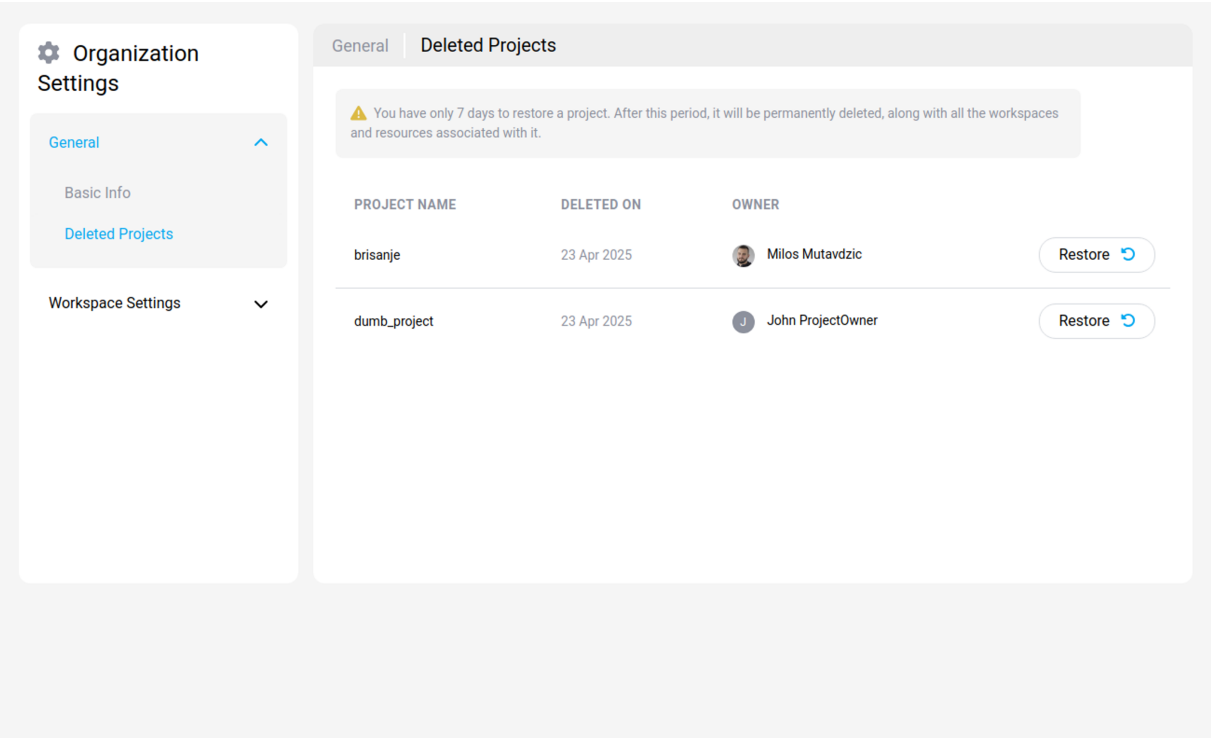 Organization
Settings
General
Basic Info
Deleted Projects
Workspace Settings
General
Deleted Projects
You have only 7 days to restore a project. After this period, it will be permanently deleted, along with all the workspaces
and resources associated with it.
PROJECT NAME DELETED ON OWNER
brisanje 23 Apr 2025 Milos Mutavdzic Restore
dumb_project 23 Apr 2025 J John ProjectOwner Restore